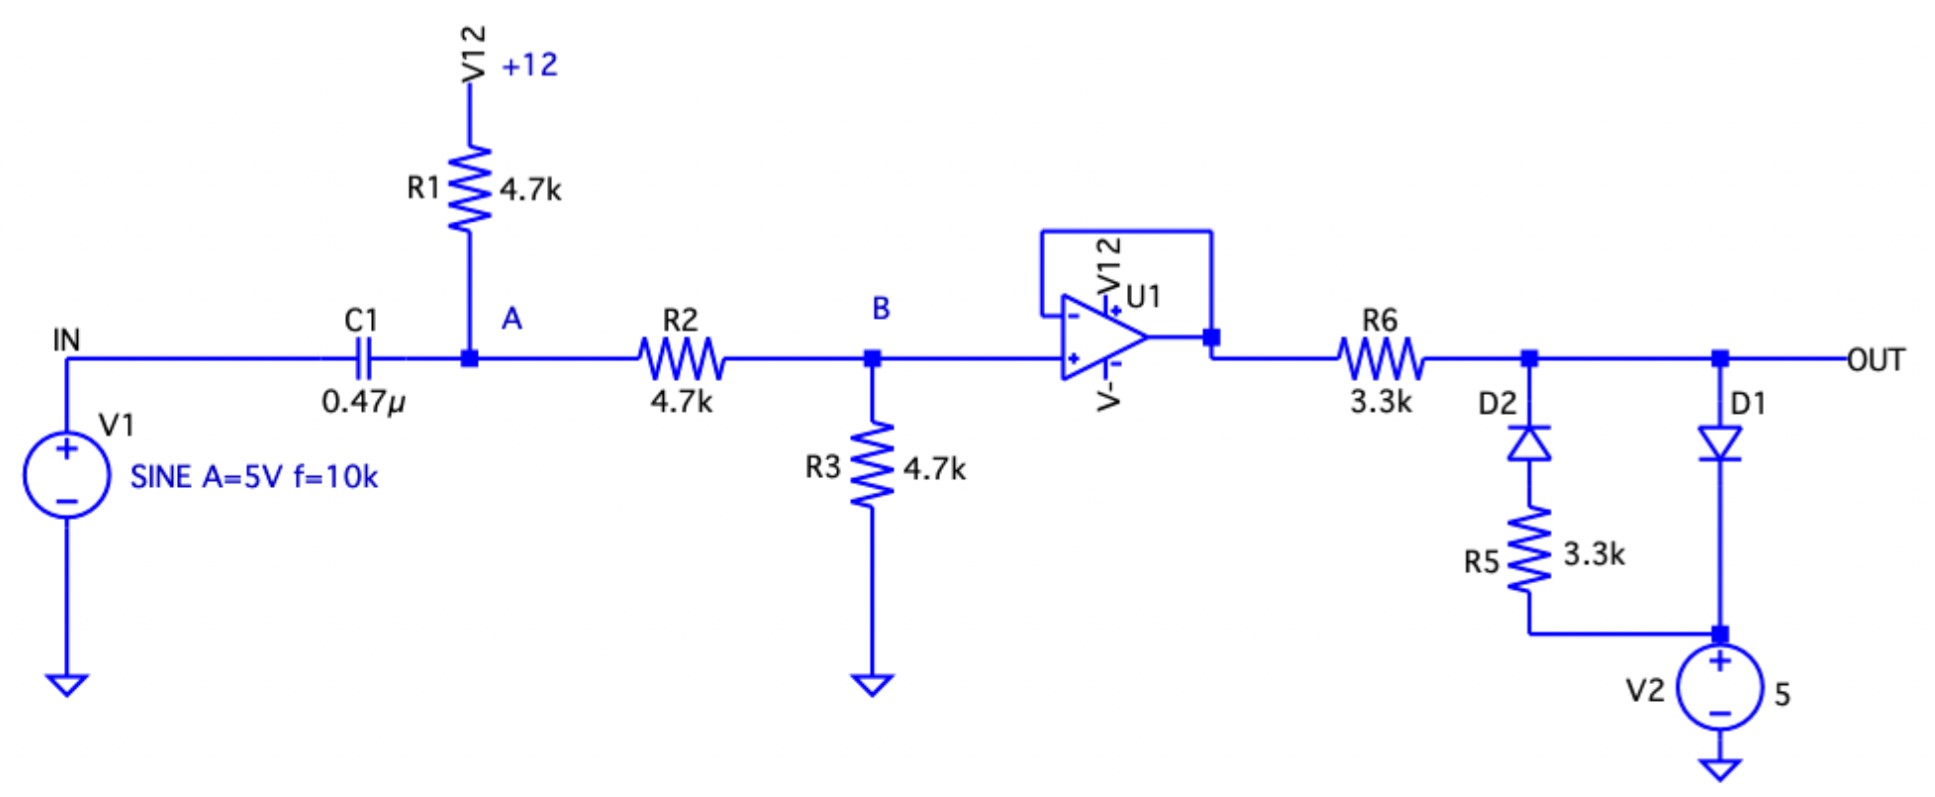 V12
+12
R1
4.7k
IN
C1
0.47µ
A
R2
4.7k
B
V12
U1
V-
R6
3.3k
OUT
V1
SINE A=5V f=10k
R3
4.7k
D2
D1
R5
3.3k
V2
5